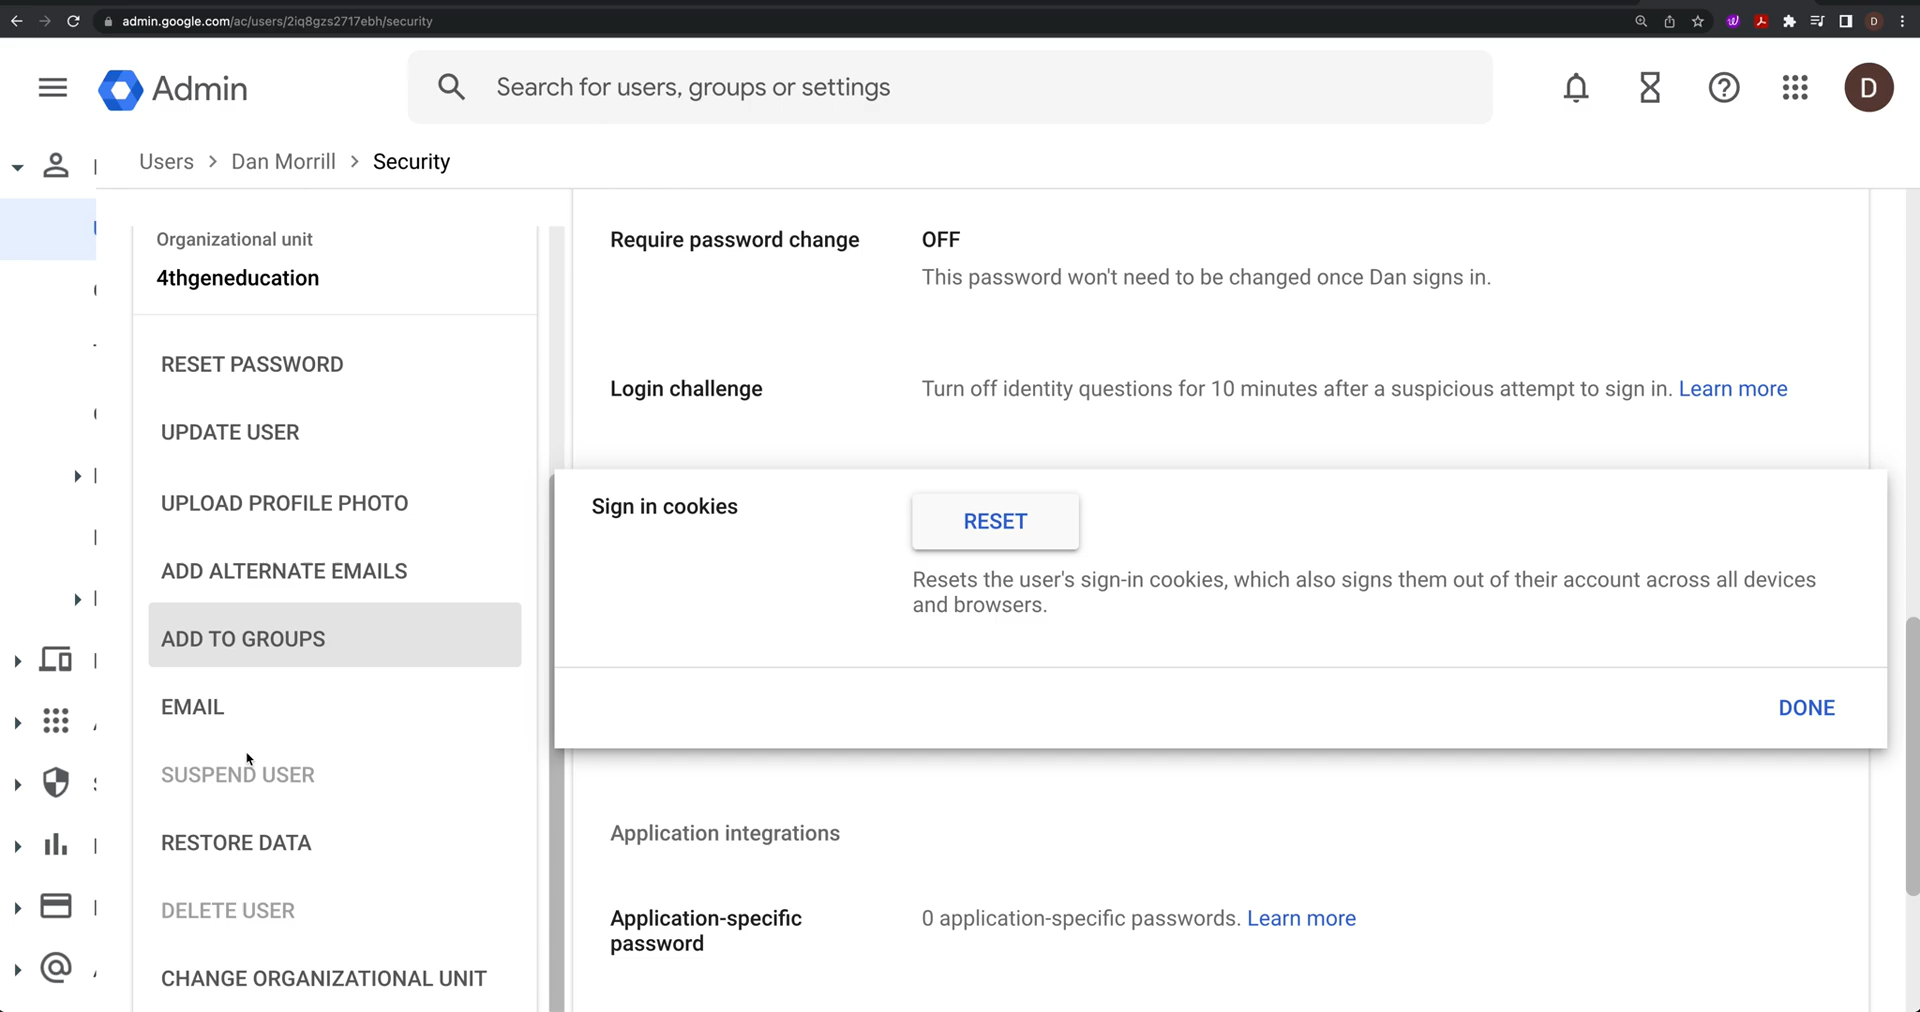 admin.google.com/ac/users/2iq8gzs2717ebh/security
D
Admin
Search for users, groups or settings
D
Users > Dan Morrill > Security
Organizational unit
4thgeneducation
RESET PASSWORD
UPDATE USER
UPLOAD PROFILE PHOTO
ADD ALTERNATE EMAILS
ADD TO GROUPS
EMAIL
SUSPEND USER
RESTORE DATA
DELETE USER
CHANGE ORGANIZATIONAL UNIT
Require password change
OFF
This password won't need to be changed once Dan signs in.
Login challenge
Turn off identity questions for 10 minutes after a suspicious attempt to sign in. Learn more
Sign in cookies
RESET
Resets the user's sign-in cookies, which also signs them out of their account across all devices
and browsers.
DONE
Application integrations
Application-specific
password
0 application-specific passwords. Learn more